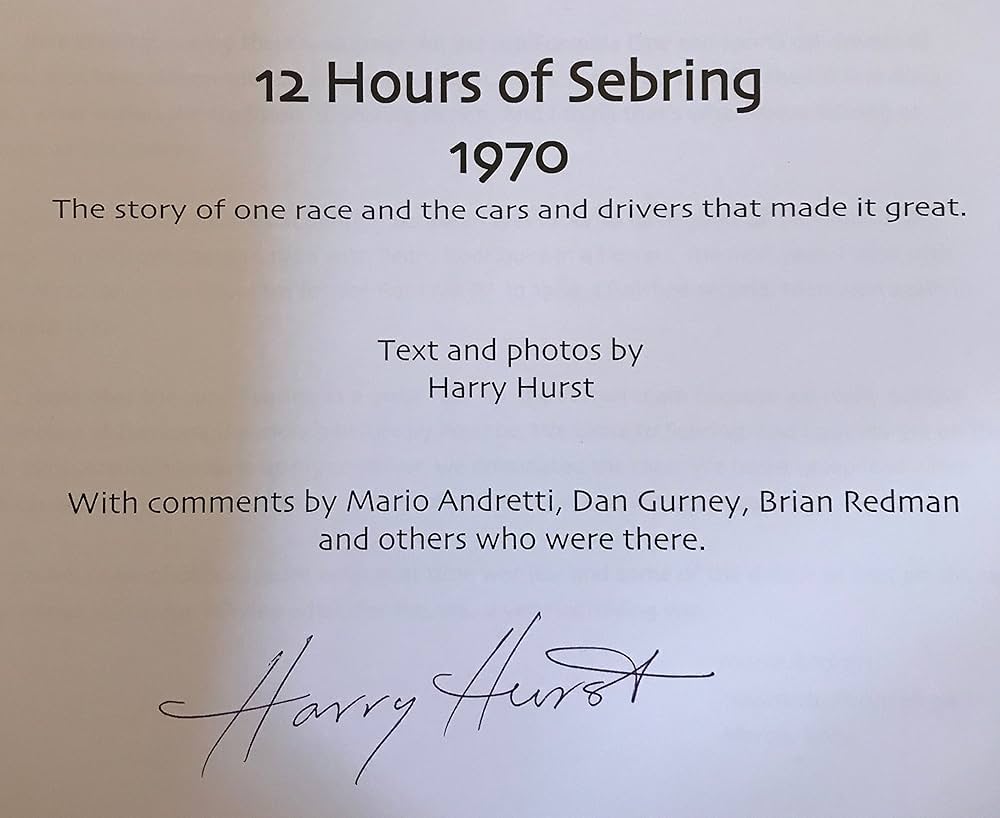 12 Hours of Sebring
1970
The story of one race and the cars and drivers that made it great.
Text and photos by
Harry Hurst
With comments by Mario Andretti, Dan Gurney, Brian Redman
and others who were there.
Harry Hurst